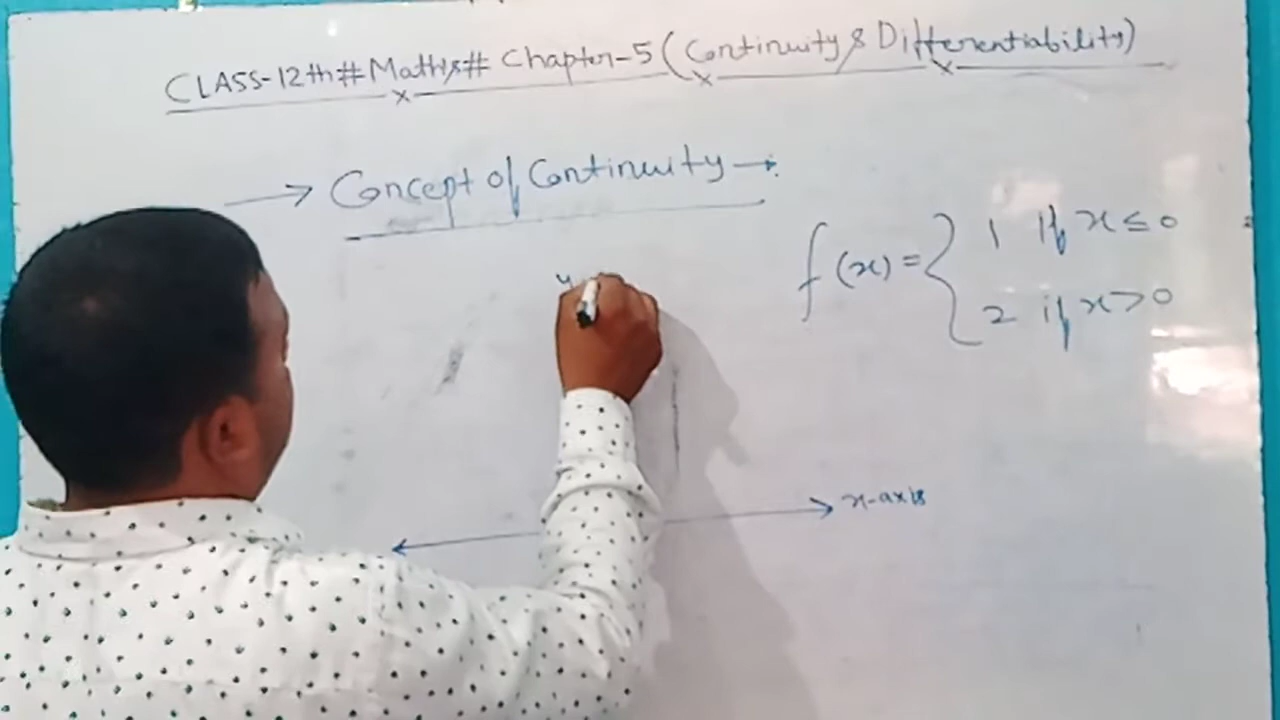 CLASS-12th # Maths # Chapter-5 (Continuity & Differentiability)
→ Concept of Continuity →
f(x) = { 1 if x ≤ 0
2 if x > 0
y
x-axis